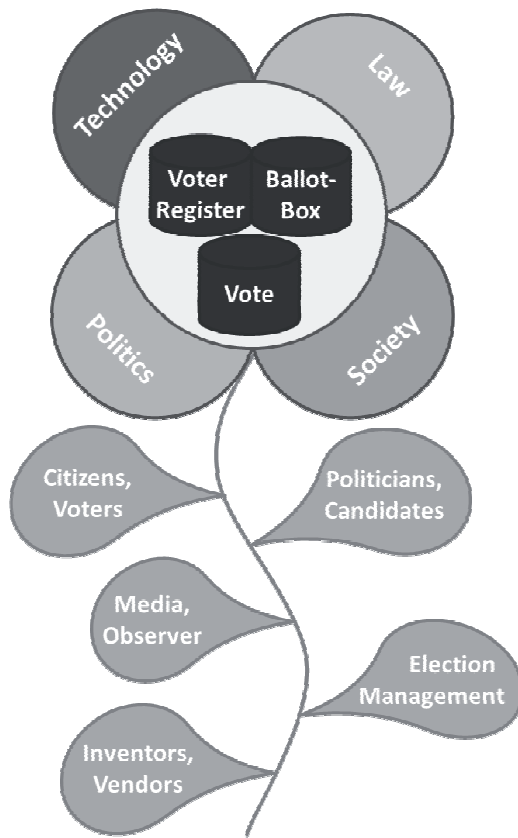 Technology
Law
Voter
Register
Ballot-
Box
Vote
Politics
Society
Citizens,
Voters
Politicians,
Candidates
Media,
Observer
Election
Management
Inventors,
Vendors